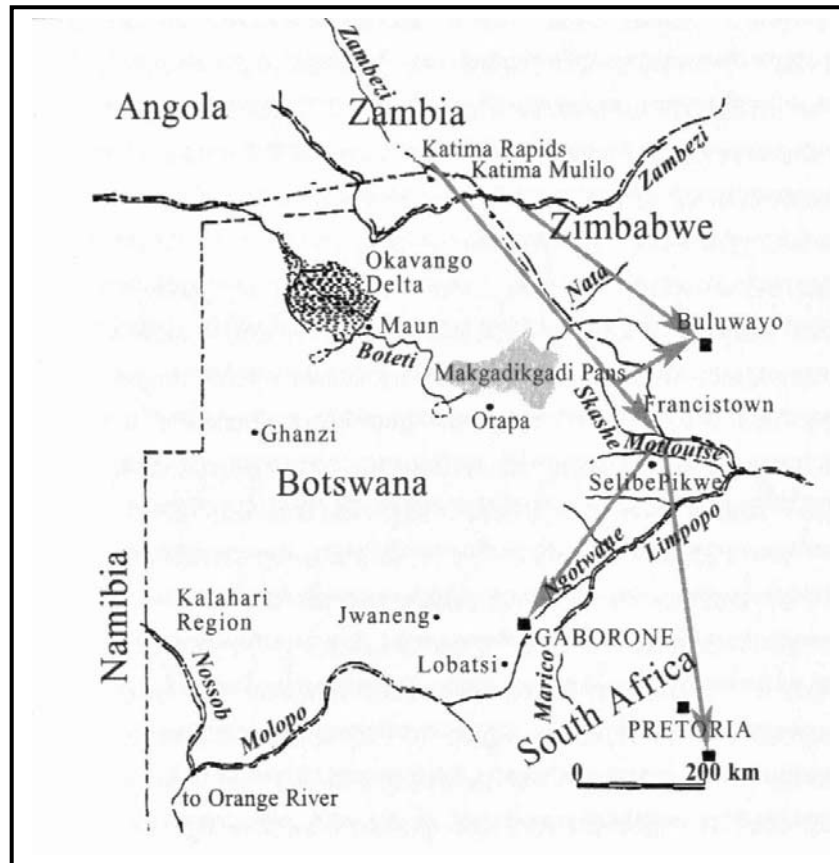 Zambezi
Angola
Zambia
Katima Rapids
Katima Mulilo
Zambezi
Zimbabwe
Okavango
Delta
Nata
Maun
Buluwayo
Boteti
Makgadikgadi Pans
Skashe
Francistown
Orapa
Ghanzi
Motloutse
Botswana
SelibePikwe
Limpopo
Ngotwane
Namibia
Kalahari
Region
Jwaneng
GABORONE
Lobatsi
Nossob
Molopo
Marico
South Africa
PRETORIA
0 200 km
to Orange River